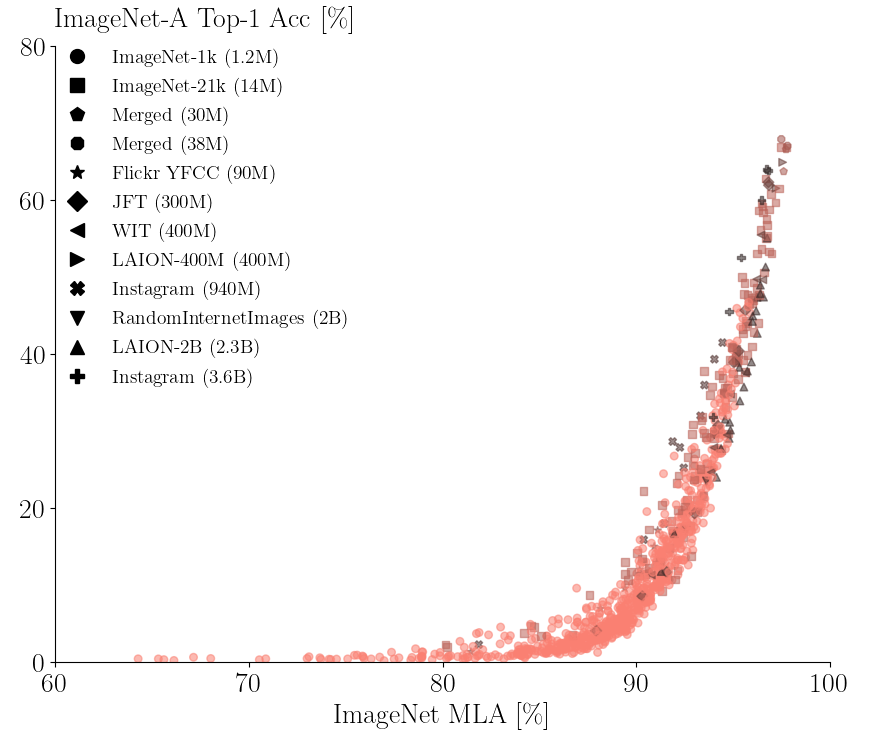 ImageNet-A Top-1 Acc [%]
80
ImageNet-1k (1.2M)
ImageNet-21k (14M)
Merged (30M)
Merged (38M)
Flickr YFCC (90M)
60
JFT (300M)
WIT (400M)
LAION-400M (400M)
Instagram (940M)
RandomInternetImages (2B)
40
LAION-2B (2.3B)
Instagram (3.6B)
20
0
60 70 80 90 100
ImageNet MLA [%]